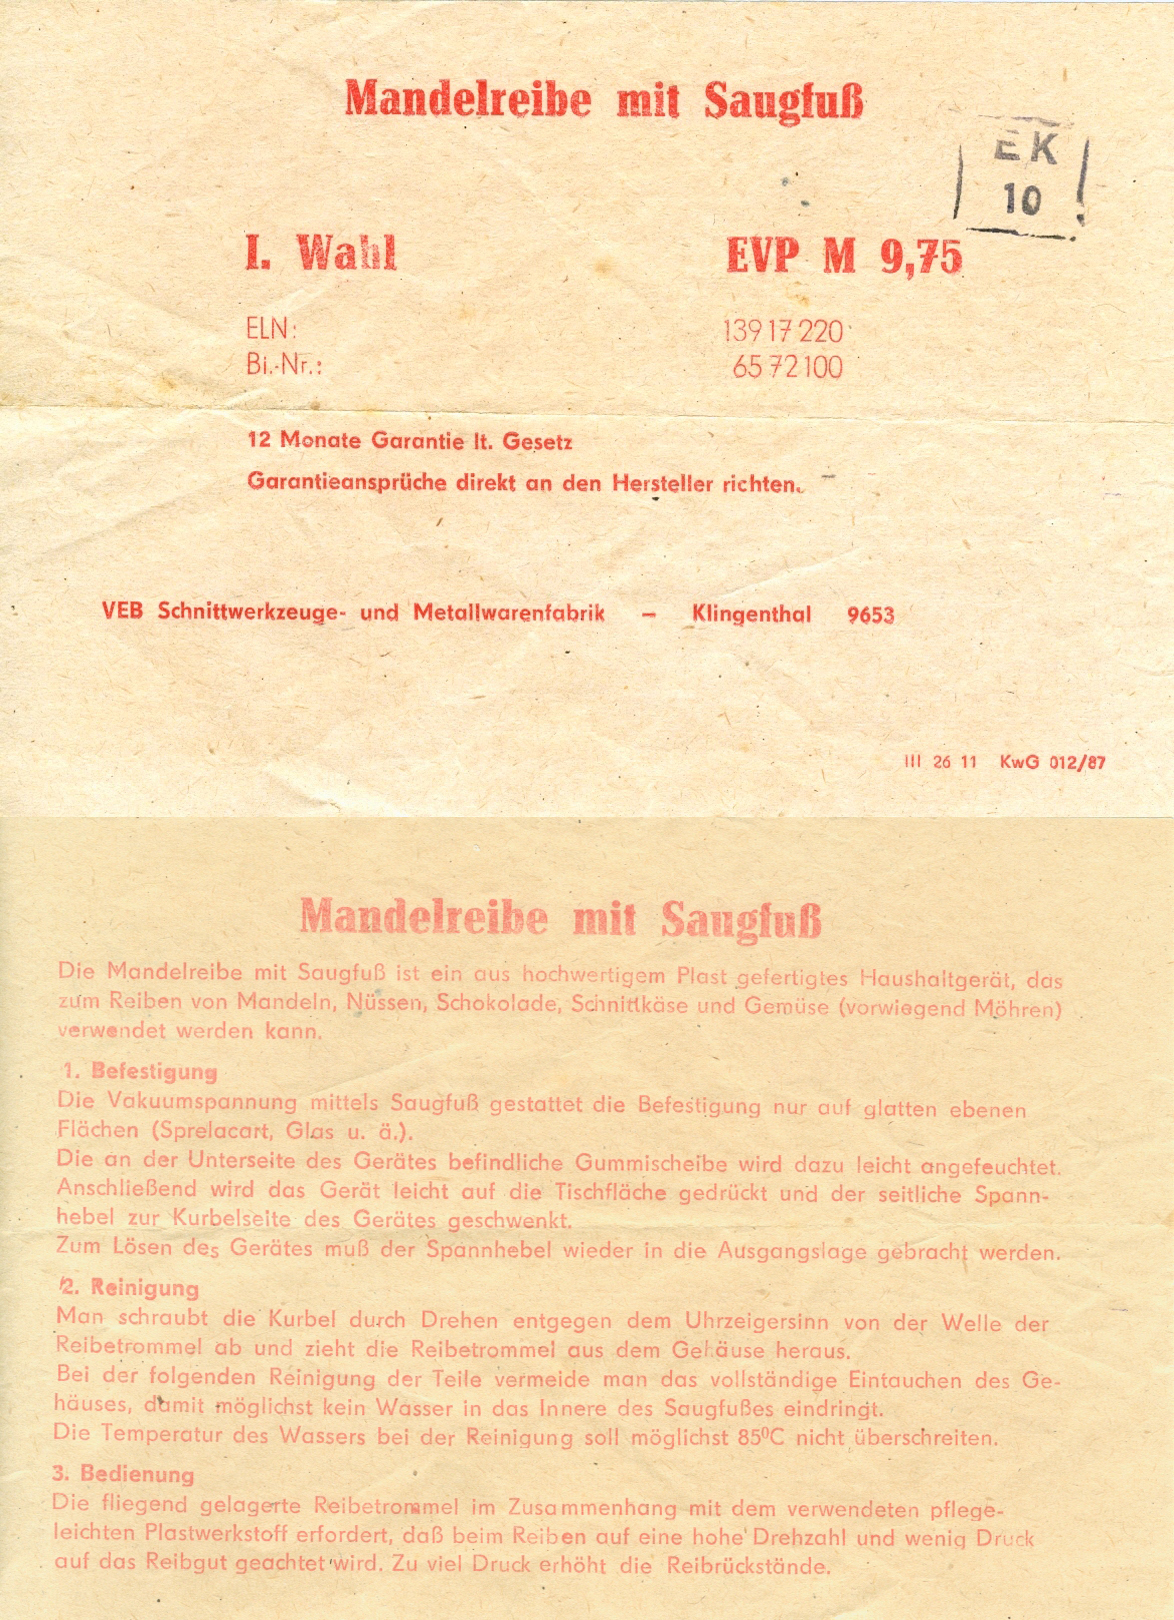 Mandelreibe mit Saugfuß
EK
10
I. Wahl EVP M 9,75
ELN: 139 17 220
Bi.-Nr.: 65 72 100
12 Monate Garantie lt. Gesetz
Garantieansprüche direkt an den Hersteller richten.
VEB Schnittwerkzeuge- und Metallwarenfabrik – Klingenthal 9653
III 26 11 KwG 012/87
Mandelreibe mit Saugfuß
Die Mandelreibe mit Saugfuß ist ein aus hochwertigem Plast gefertigtes Haushaltgerät, das
zum Reiben von Mandeln, Nüssen, Schokolade, Schnittkäse und Gemüse (vorwiegend Möhren)
verwendet werden kann.
1. Befestigung
Die Vakuumspannung mittels Saugfuß gestattet die Befestigung nur auf glatten ebenen
Flächen (Sprelacart, Glas u. ä.).
Die an der Unterseite des Gerätes befindliche Gummischeibe wird dazu leicht angefeuchtet.
Anschließend wird das Gerät leicht auf die Tischfläche gedrückt und der seitliche Spann-
hebel zur Kurbelseite des Gerätes geschwenkt.
Zum Lösen des Gerätes muß der Spannhebel wieder in die Ausgangslage gebracht werden.
2. Reinigung
Man schraubt die Kurbel durch Drehen entgegen dem Uhrzeigersinn von der Welle der
Reibetrommel ab und zieht die Reibetrommel aus dem Gehäuse heraus.
Bei der folgenden Reinigung der Teile vermeide man das vollständige Eintauchen des Ge-
häuses, damit möglichst kein Wasser in das Innere des Saugfußes eindringt.
Die Temperatur des Wassers bei der Reinigung soll möglichst 85⁰C nicht überschreiten.
3. Bedienung
Die fliegend gelagerte Reibetrommel im Zusammenhang mit dem verwendeten pflege-
leichten Plastwerkstoff erfordert, daß beim Reiben auf eine hohe Drehzahl und wenig Druck
auf das Reibgut geachtet wird. Zu viel Druck erhöht die Reibrückstände.